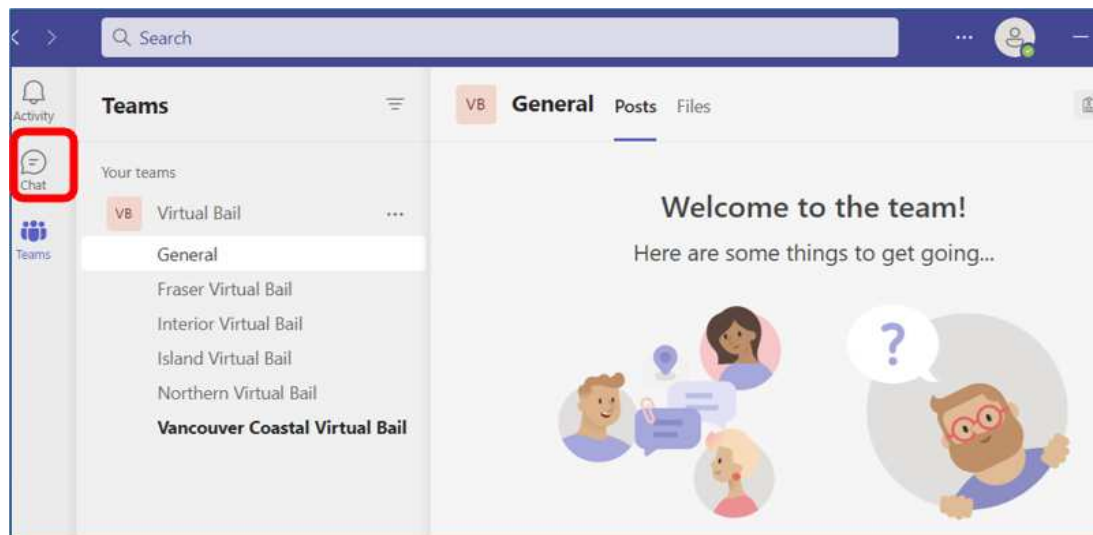 Search
Activity
Chat
Teams
Teams
Your teams
VB Virtual Bail
General
Fraser Virtual Bail
Interior Virtual Bail
Island Virtual Bail
Northern Virtual Bail
Vancouver Coastal Virtual Bail
VB General Posts Files
Welcome to the team!
Here are some things to get going...
?